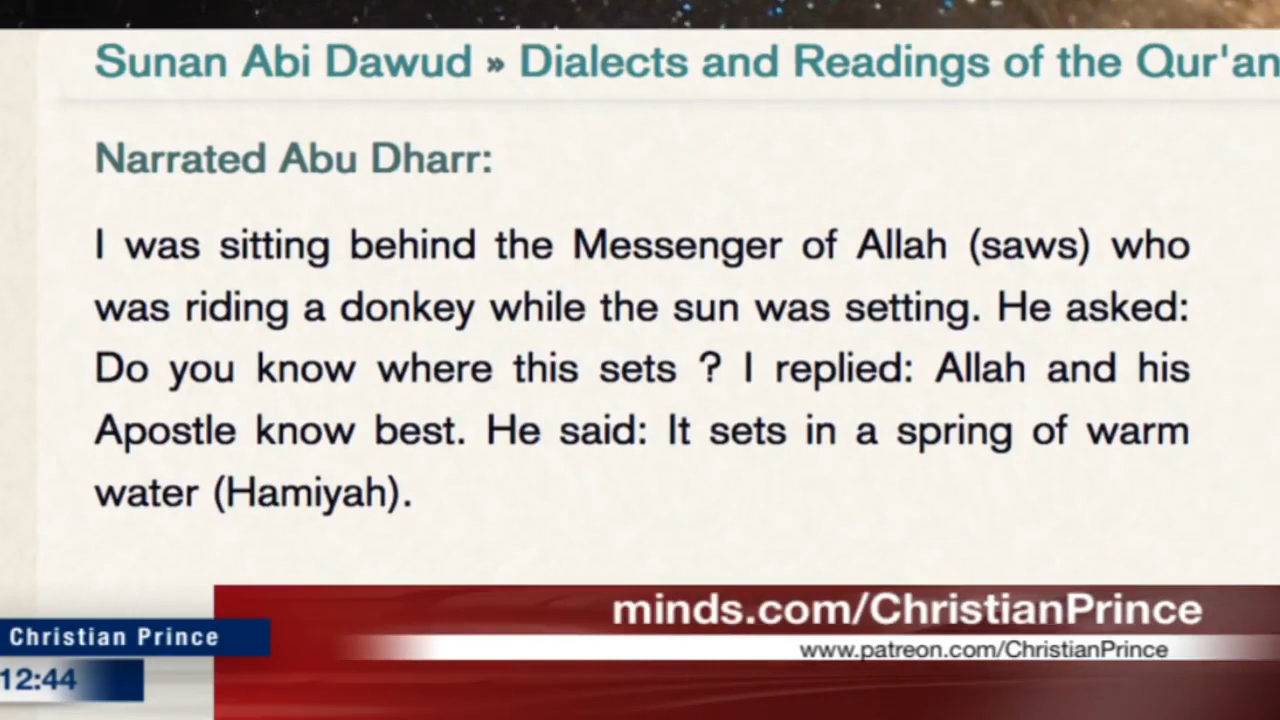 Sunan Abi Dawud » Dialects and Readings of the Qur'an
Narrated Abu Dharr:
I was sitting behind the Messenger of Allah (saws) who
was riding a donkey while the sun was setting. He asked:
Do you know where this sets ? I replied: Allah and his
Apostle know best. He said: It sets in a spring of warm
water (Hamiyah).
minds.com/ChristianPrince
Christian Prince
www.patreon.com/ChristianPrince
12:44